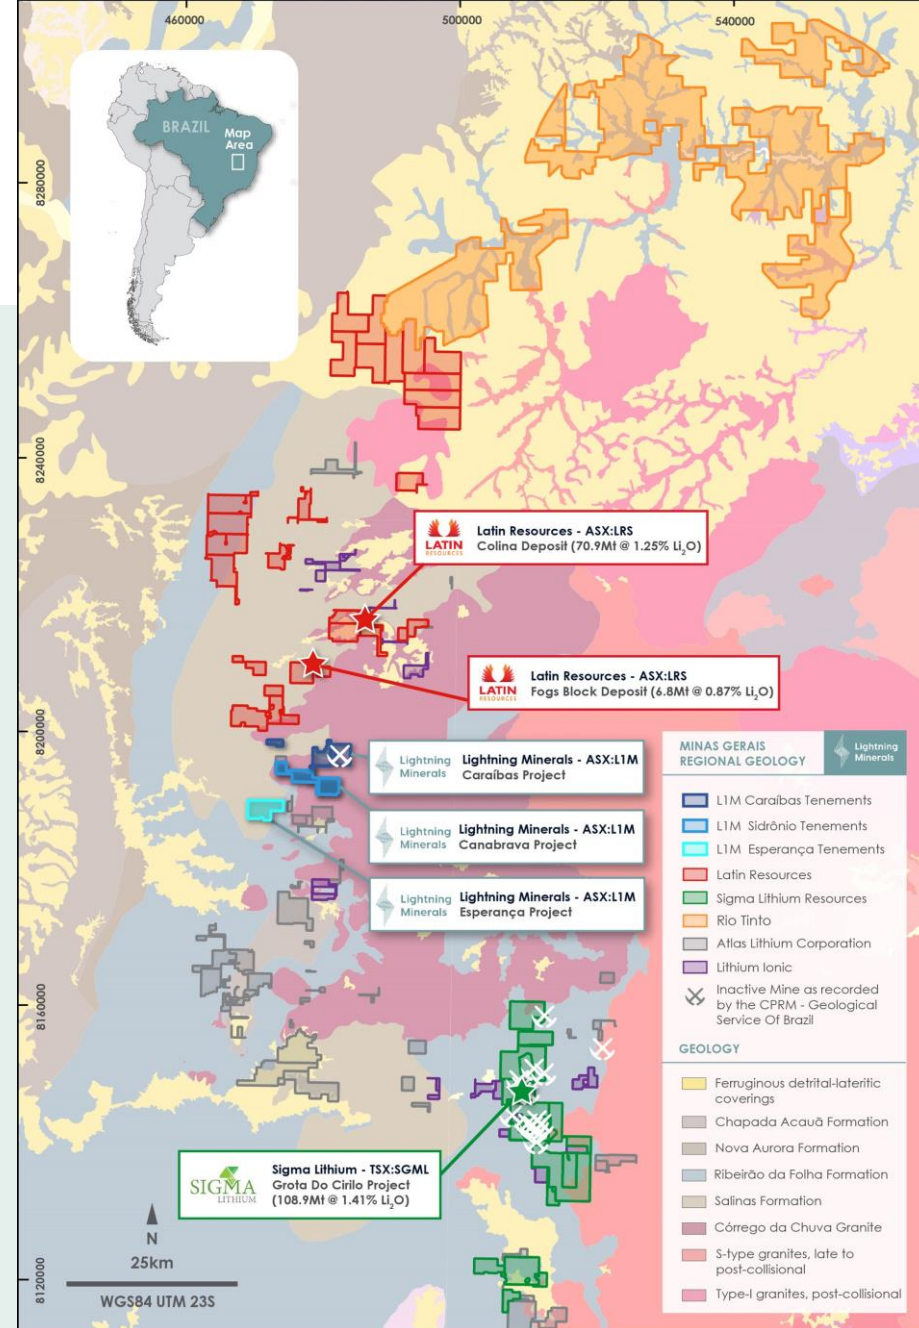 460000
500000
540000
BRAZIL
Map
Area
8280000
8240000
LATIN
RESOURCES
Latin Resources - ASX:LRS
Colina Deposit (70.9Mt @ 1.25% Li₂O)
LATIN
RESOURCES
Latin Resources - ASX:LRS
Fogs Block Deposit (6.8Mt @ 0.87% Li₂O)
8200000
Lightning
Minerals
Lightning Minerals - ASX:L1M
Caraíbas Project
Lightning
Minerals
Lightning Minerals - ASX:L1M
Canabrava Project
Lightning
Minerals
Lightning Minerals - ASX:L1M
Esperança Project
MINAS GERAIS
REGIONAL GEOLOGY
Lightning
Minerals
L1M Caraíbas Tenements
L1M Sidrônio Tenements
L1M Esperança Tenements
Latin Resources
Sigma Lithium Resources
Rio Tinto
Atlas Lithium Corporation
Lithium Ionic
Inactive Mine as recorded
by the CPRM - Geological
Service Of Brazil
GEOLOGY
Ferruginous detrital-lateritic
coverings
Chapada Acauã Formation
Nova Aurora Formation
Ribeirão da Folha Formation
Salinas Formation
Córrego da Chuva Granite
S-type granites, late to
post-collisional
Type-I granites, post-collisional
8160000
SIGMA
LITHIUM
Sigma Lithium - TSX:SGML
Grota Do Cirilo Project
(108.9Mt @ 1.41% Li₂O)
N
25km
WGS84 UTM 23S
8120000